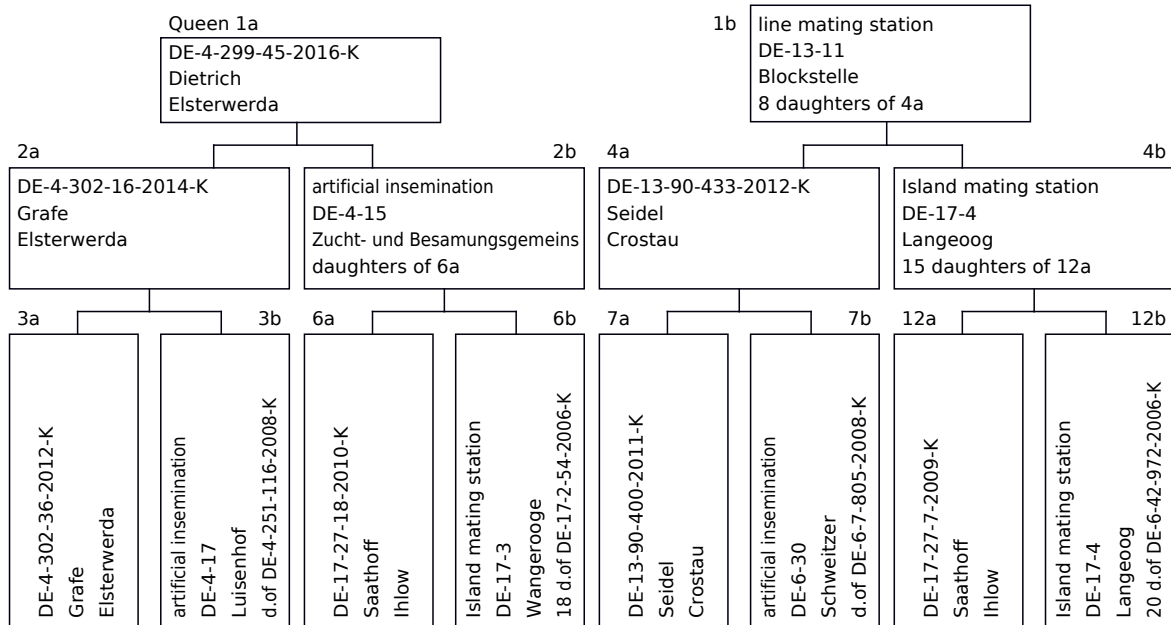 Queen 1a
DE-4-299-45-2016-K
Dietrich
Elsterwerda
1b
line mating station
DE-13-11
Blockstelle
8 daughters of 4a
2a
DE-4-302-16-2014-K
Grafe
Elsterwerda
2b
artificial insemination
DE-4-15
Zucht- und Besamungsgemeins
daughters of 6a
4a
DE-13-90-433-2012-K
Seidel
Crostau
4b
Island mating station
DE-17-4
Langeoog
15 daughters of 12a
3a
DE-4-302-36-2012-K
Grafe
Elsterwerda
3b
artificial insemination
DE-4-17
Luisenhof
d.of DE-4-251-116-2008-K
6a
DE-17-27-18-2010-K
Saathoff
Ihlow
6b
Island mating station
DE-17-3
Wangerooge
18 d.of DE-17-2-54-2006-K
7a
DE-13-90-400-2011-K
Seidel
Crostau
7b
artificial insemination
DE-6-30
Schweitzer
d.of DE-6-7-805-2008-K
12a
DE-17-27-7-2009-K
Saathoff
Ihlow
12b
Island mating station
DE-17-4
Langeoog
20 d.of DE-6-42-972-2006-K